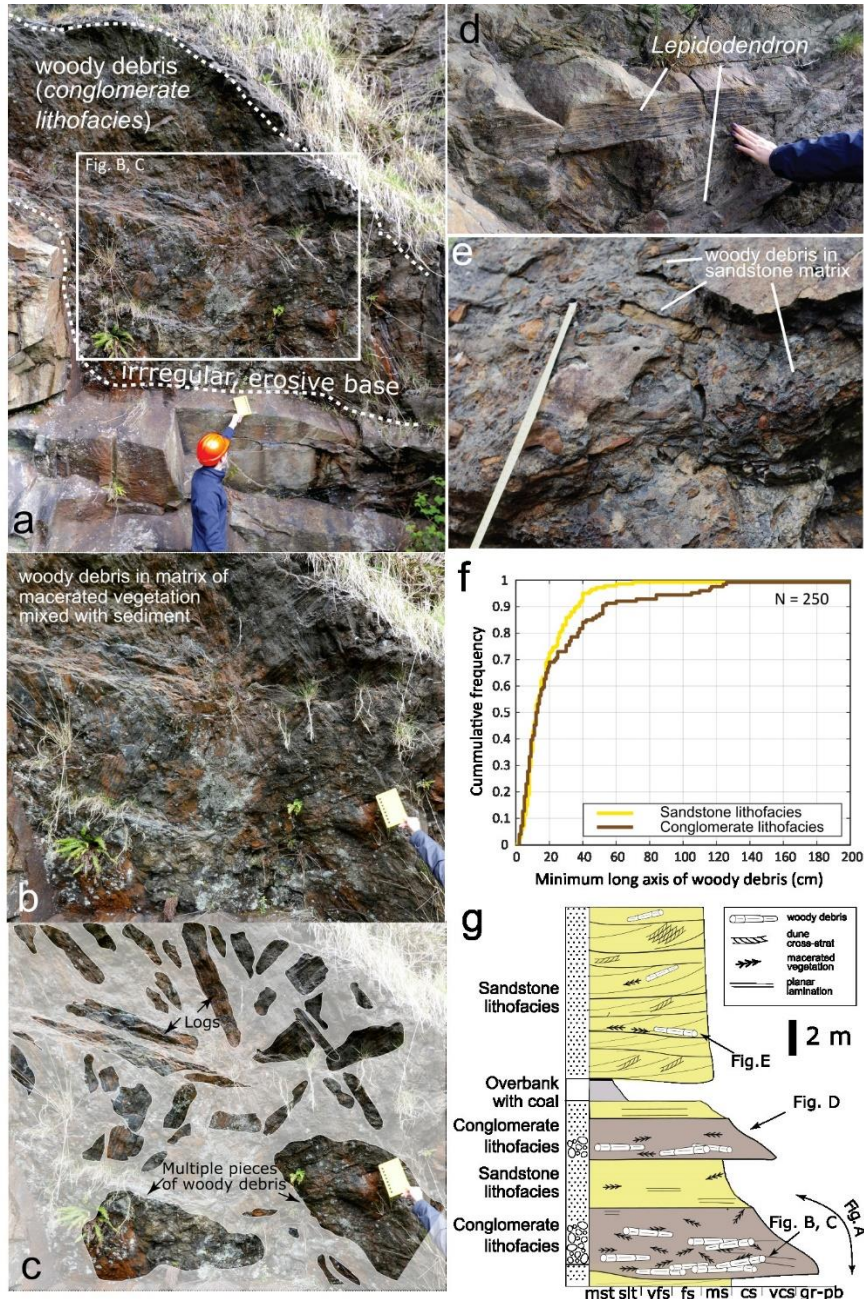 woody debris
(conglomerate
lithofacies)
Fig. B, C
irrregular, erosive base
a
woody debris in matrix of
macerated vegetation
mixed with sediment
b
Logs
Multiple pieces
of woody debris
c
d
Lepidodendron
e
woody debris in
sandstone matrix
f
1
0.9
0.8
0.7
0.6
0.5
0.4
0.3
0.2
0.1
0
Cummulative frequency
N = 250
Sandstone lithofacies
Conglomerate lithofacies
0 20 40 60 80 100 120 140 160 180 200
Minimum long axis of woody debris (cm)
g
woody debris
dune
cross-strat
macerated
vegetation
planar
lamination
2 m
Sandstone
lithofacies
Fig.E
Overbank
with coal
Fig. D
Conglomerate
lithofacies
Sandstone
lithofacies
Conglomerate
lithofacies
Fig. B, C
Fig.A
mst slt vfs fs ms cs vcs gr-pb